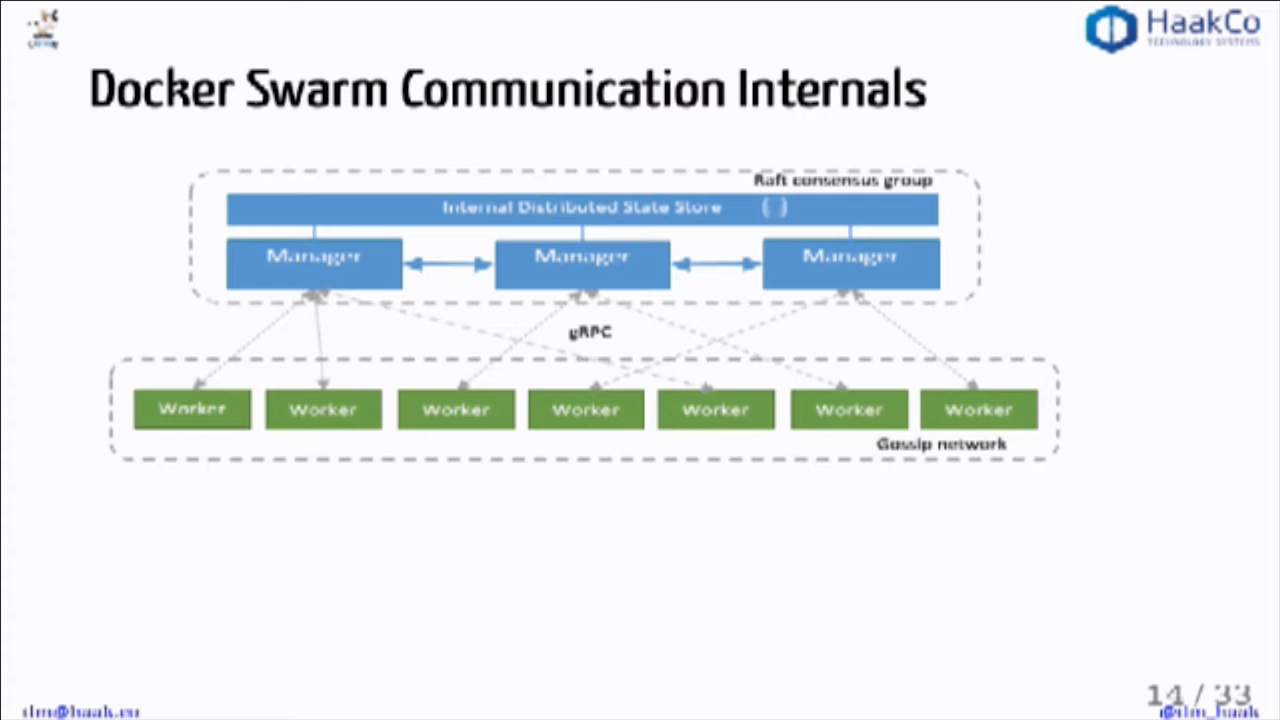 HaakCo
TECHNOLOGY SYSTEMS
Docker Swarm Communication Internals
Raft consensus group
Internal Distributed State Store
Manager Manager Manager
gRPC
Worker Worker Worker Worker Worker Worker Worker
Gossip network
14 / 33
@tim_haak